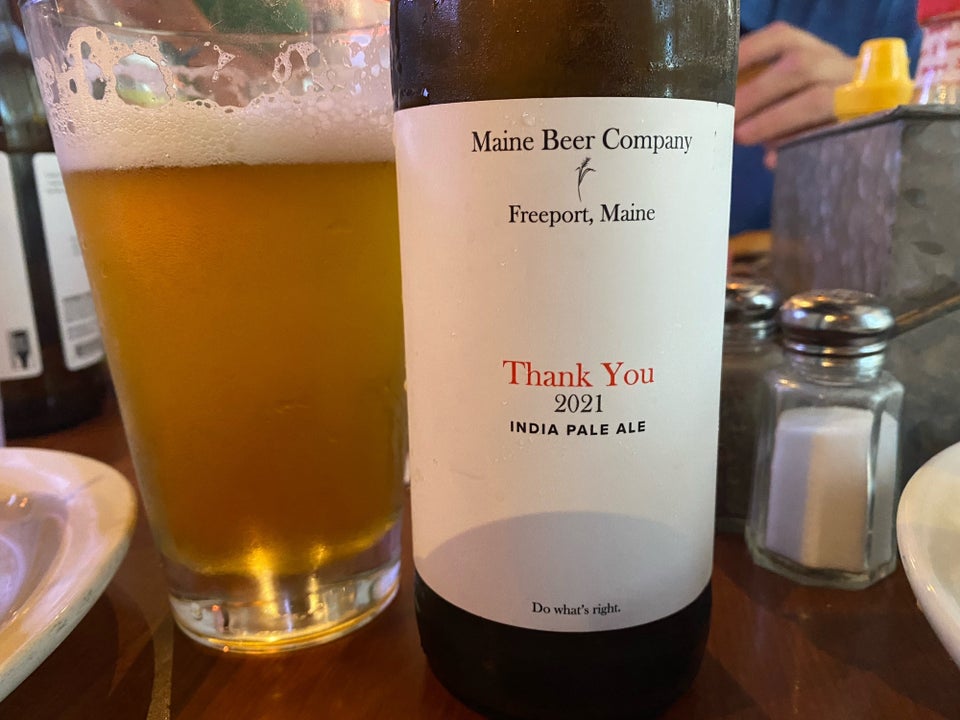 Maine Beer Company
Freeport, Maine
Thank You
2021
INDIA PALE ALE
Do what's right.